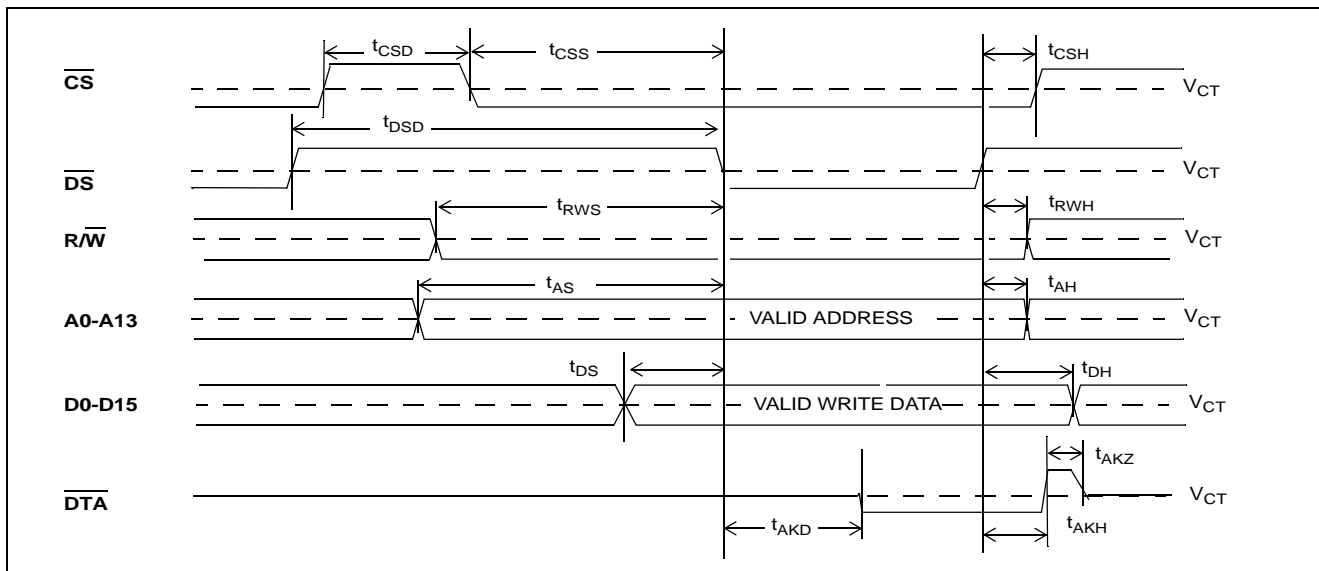 tCSD tCSS tCSH
CS VCT
tDSD
DS VCT
tRWS tRWH
R/W VCT
tAS tAH
A0-A13 VALID ADDRESS VCT
tDS tDH
D0-D15 VALID WRITE DATA VCT
tAKZ
DTA VCT
tAKD tAKH